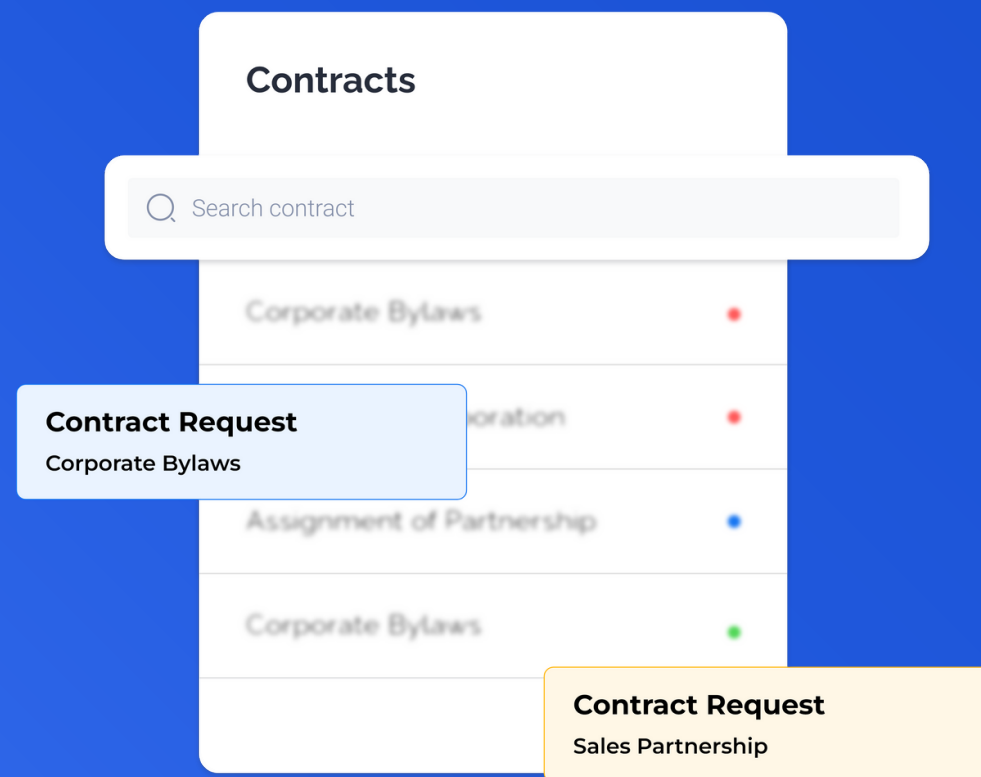 Contracts
Search contract
Corporate Bylaws
Contract Request
Corporate Bylaws
Assignment of Partnership
Corporate Bylaws
Contract Request
Sales Partnership